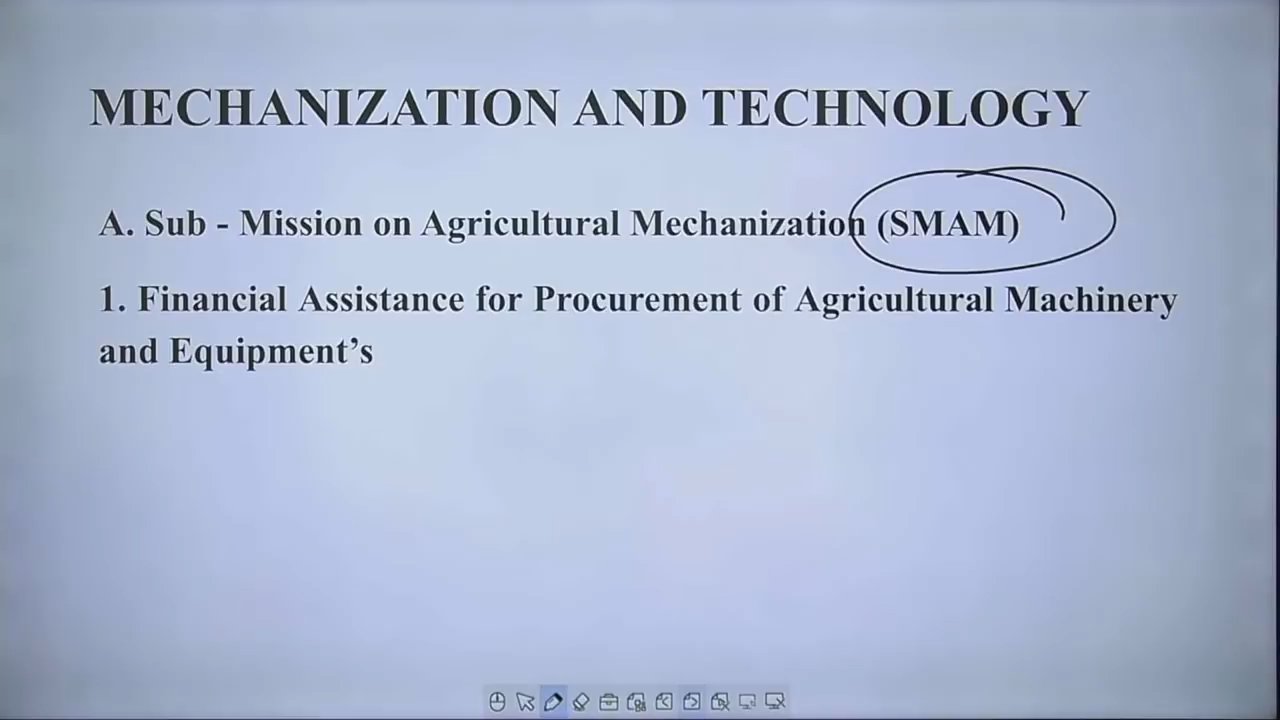 MECHANIZATION AND TECHNOLOGY
A. Sub - Mission on Agricultural Mechanization (SMAM)
1. Financial Assistance for Procurement of Agricultural Machinery
and Equipment’s